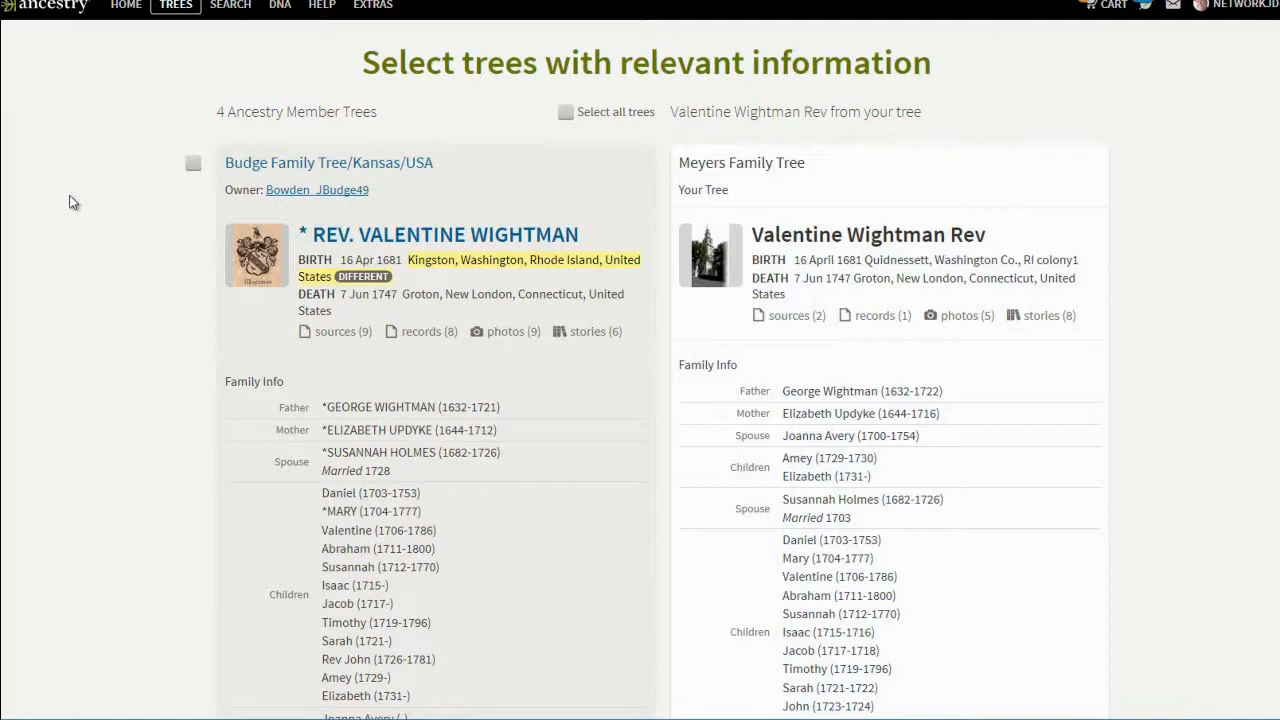 ancestry HOME TREES SEARCH DNA HELP EXTRAS CART NETWORKJD
Select trees with relevant information
4 Ancestry Member Trees Select all trees Valentine Wightman Rev from your tree
Budge Family Tree/Kansas/USA
Owner: Bowden_JBudge49
* REV. VALENTINE WIGHTMAN
BIRTH 16 Apr 1681 Kingston, Washington, Rhode Island, United
States DIFFERENT
DEATH 7 Jun 1747 Groton, New London, Connecticut, United
States
sources (9) records (8) photos (9) stories (6)
Family Info
Father *GEORGE WIGHTMAN (1632-1721)
Mother *ELIZABETH UPDYKE (1644-1712)
Spouse *SUSANNAH HOLMES (1682-1726)
Married 1728
Children Daniel (1703-1753)
*MARY (1704-1777)
Valentine (1706-1786)
Abraham (1711-1800)
Susannah (1712-1770)
Isaac (1715-)
Jacob (1717-)
Timothy (1719-1796)
Sarah (1721-)
Rev John (1726-1781)
Amey (1729-)
Elizabeth (1731-)
Joanna Avery (-)
Meyers Family Tree
Your Tree
Valentine Wightman Rev
BIRTH 16 April 1681 Quidnessett, Washington Co., RI colony1
DEATH 7 Jun 1747 Groton, New London, Connecticut, United
States
sources (2) records (1) photos (5) stories (8)
Family Info
Father George Wightman (1632-1722)
Mother Elizabeth Updyke (1644-1716)
Spouse Joanna Avery (1700-1754)
Children Amey (1729-1730)
Elizabeth (1731-)
Spouse Susannah Holmes (1682-1726)
Married 1703
Children Daniel (1703-1753)
Mary (1704-1777)
Valentine (1706-1786)
Abraham (1711-1800)
Susannah (1712-1770)
Isaac (1715-1716)
Jacob (1717-1718)
Timothy (1719-1796)
Sarah (1721-1722)
John (1723-1724)